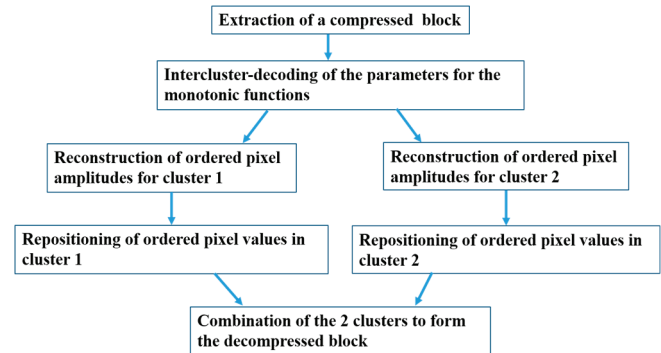 Extraction of a compressed block
Intercluster-decoding of the parameters for the
monotonic functions
Reconstruction of ordered pixel
amplitudes for cluster 1
Reconstruction of ordered pixel
amplitudes for cluster 2
Repositioning of ordered pixel values in
cluster 1
Repositioning of ordered pixel values in
cluster 2
Combination of the 2 clusters to form
the decompressed block